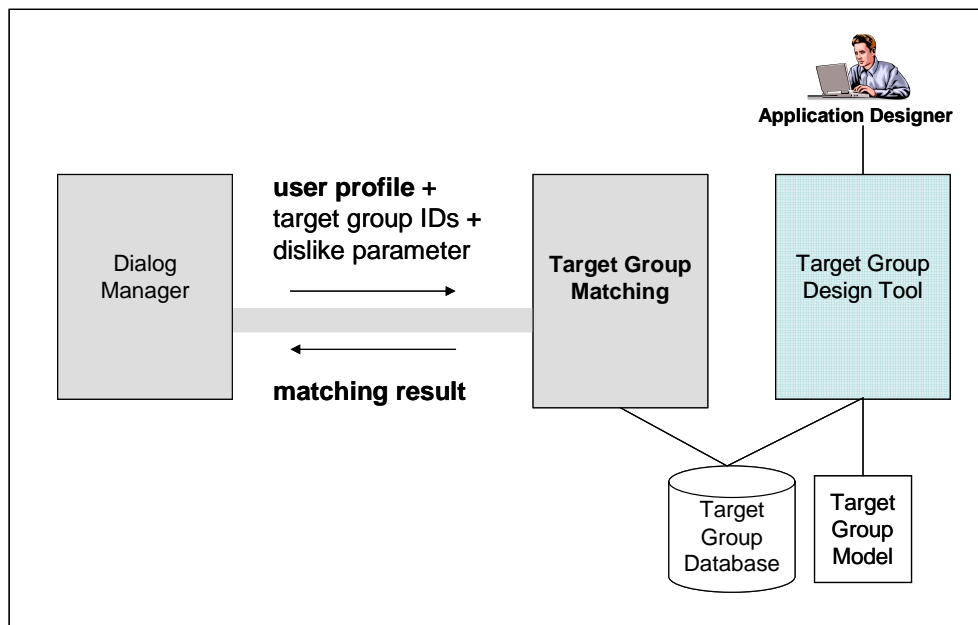 Application Designer
user profile +
target group IDs +
dislike parameter
Dialog
Manager
Target Group
Matching
Target Group
Design Tool
matching result
Target
Group
Database
Target
Group
Model